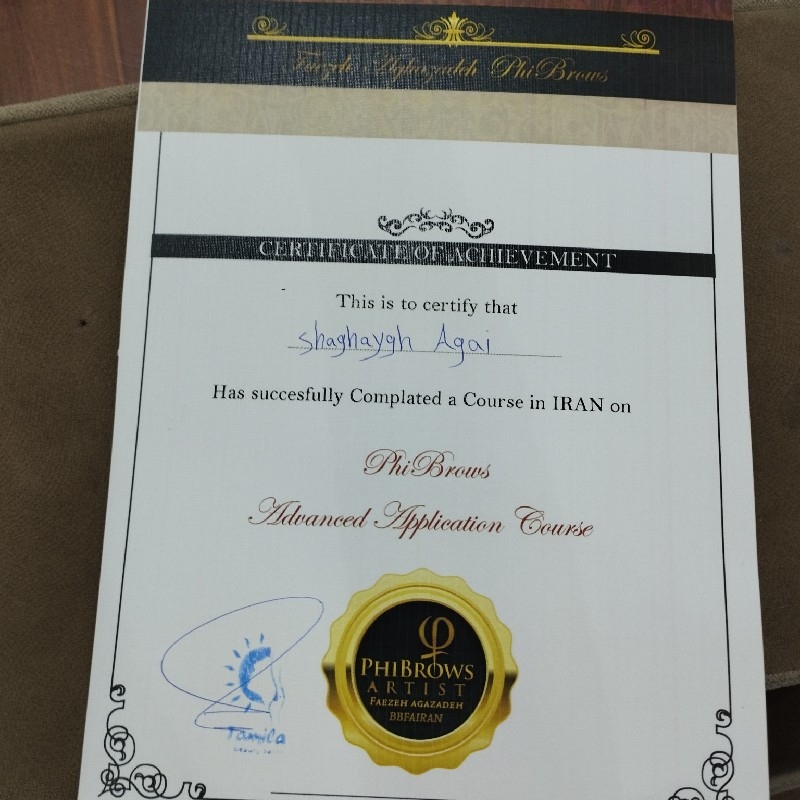 Faezeh Aghazadeh PhiBrows
CERTIFICATE OF ACHIEVEMENT
This is to certify that
shaghaygh Agai
Has succesfully Complated a Course in IRAN on
PhiBrows
Advanced Application Course
φ
PHIBROWS
ARTIST
FAEZEH AGAZADEH
BBFAIRAN
Tamila